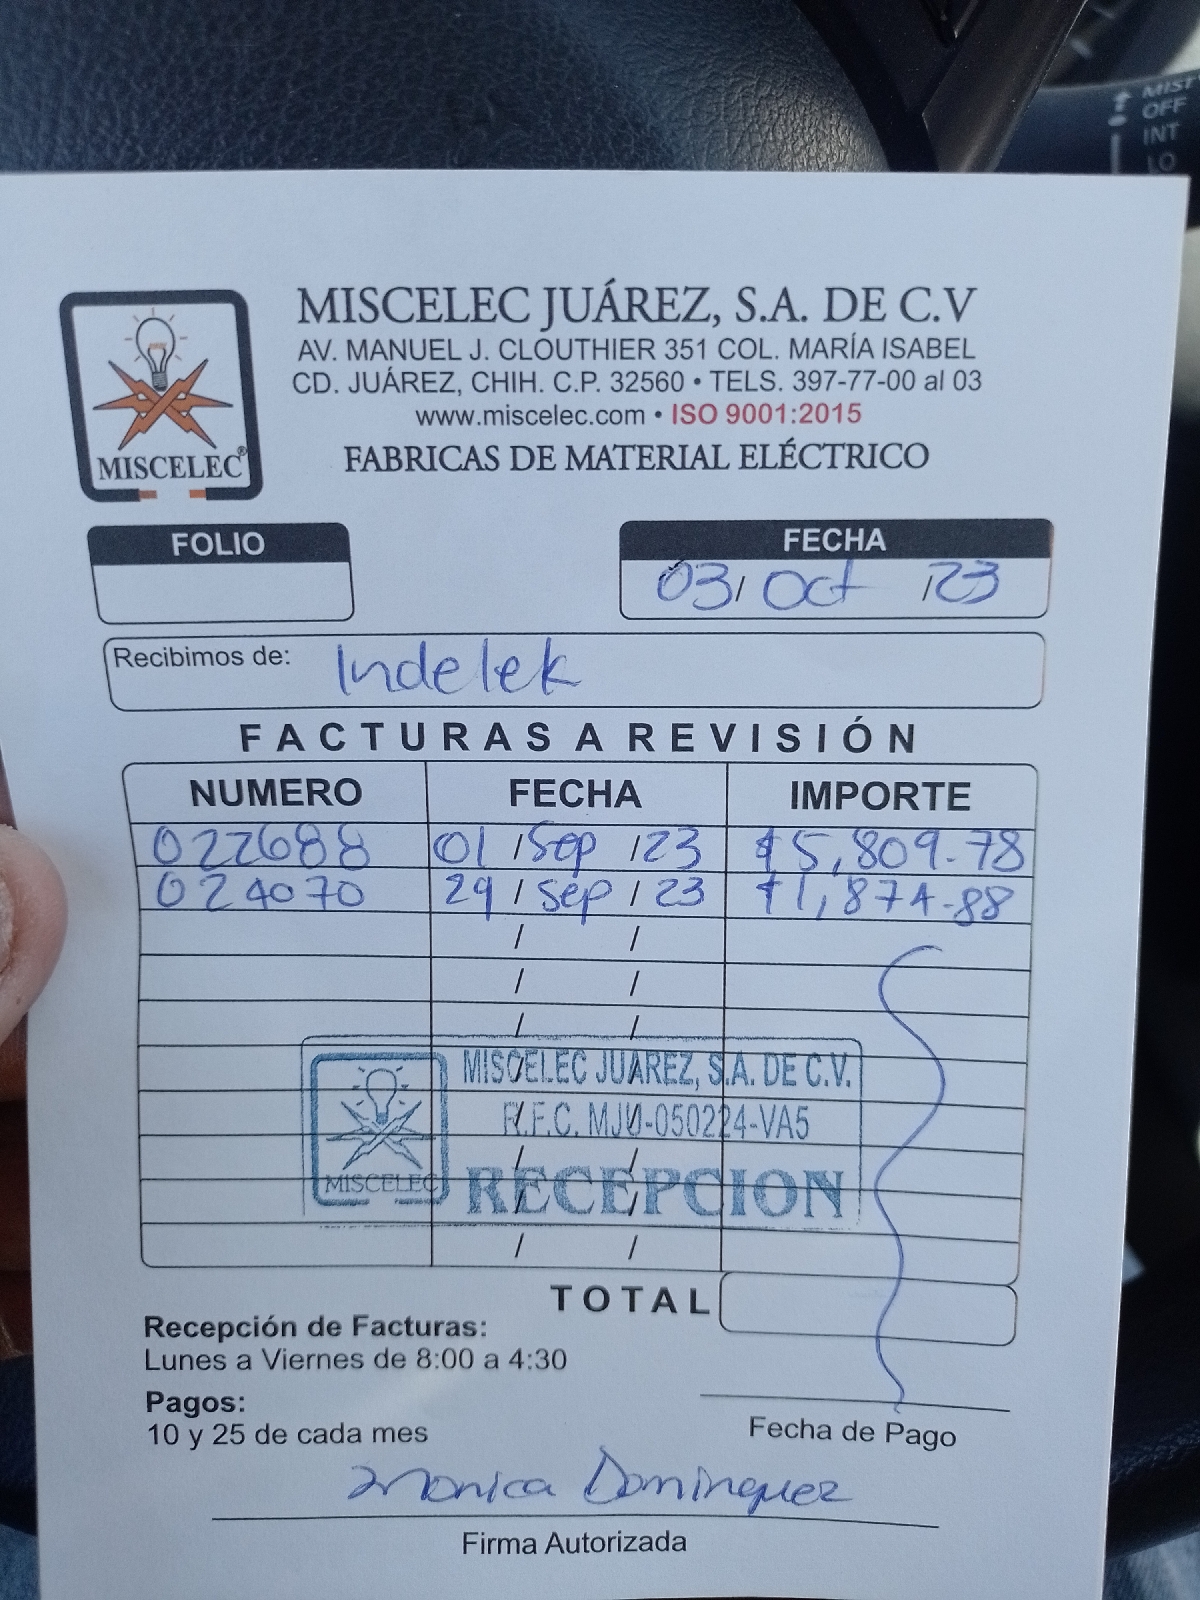 MIST
OFF
INT
LO
MISCELEC JUÁREZ, S.A. DE C.V
AV. MANUEL J. CLOUTHIER 351 COL. MARÍA ISABEL
CD. JUÁREZ, CHIH. C.P. 32560 • TELS. 397-77-00 al 03
www.miscelec.com • ISO 9001:2015
FABRICAS DE MATERIAL ELÉCTRICO
MISCELEC®
FOLIO
FECHA
03/ Oct /23
Recibimos de: Indelek
FACTURAS A REVISIÓN
NUMERO FECHA IMPORTE
022688 01 / Sep / 23 $5,809.78
024070 29 / sep / 23 $1,874.88
/ /
/ /
/ /
MISCELEC JUAREZ, S.A. DE C.V.
R.F.C. MJU-050224-VA5
MISCELEC RECEPCION
/ /
TOTAL
Recepción de Facturas:
Lunes a Viernes de 8:00 a 4:30
Pagos:
10 y 25 de cada mes
Fecha de Pago
Monica Dominguez
Firma Autorizada